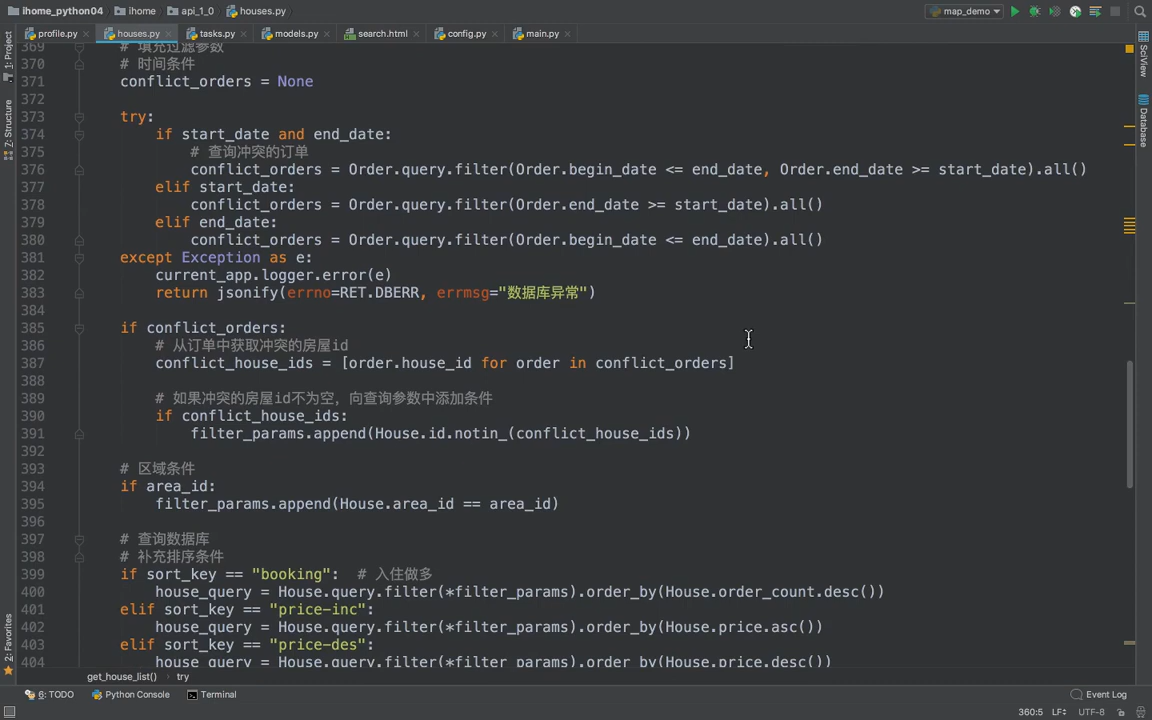 ihome_python04
ihome
api_1_0
houses.py
map_demo
profile.py
houses.py
tasks.py
models.py
search.html
config.py
main.py
1: Project
Z: Structure
2: Favorites
SciView
Database
369 # 填充过滤参数
370 # 时间条件
371 conflict_orders = None
372
373 try:
374 if start_date and end_date:
375 # 查询冲突的订单
376 conflict_orders = Order.query.filter(Order.begin_date <= end_date, Order.end_date >= start_date).all()
377 elif start_date:
378 conflict_orders = Order.query.filter(Order.end_date >= start_date).all()
379 elif end_date:
380 conflict_orders = Order.query.filter(Order.begin_date <= end_date).all()
381 except Exception as e:
382 current_app.logger.error(e)
383 return jsonify(errno=RET.DBERR, errmsg="数据库异常")
384
385 if conflict_orders:
386 # 从订单中获取冲突的房屋id
387 conflict_house_ids = [order.house_id for order in conflict_orders]
388
389 # 如果冲突的房屋id不为空，向查询参数中添加条件
390 if conflict_house_ids:
391 filter_params.append(House.id.notin_(conflict_house_ids))
392
393 # 区域条件
394 if area_id:
395 filter_params.append(House.area_id == area_id)
396
397 # 查询数据库
398 # 补充排序条件
399 if sort_key == "booking": # 入住做多
400 house_query = House.query.filter(*filter_params).order_by(House.order_count.desc())
401 elif sort_key == "price-inc":
402 house_query = House.query.filter(*filter_params).order_by(House.price.asc())
403 elif sort_key == "price-des":
404 house_query = House.query.filter(*filter_params).order_by(House.price.desc())
get_house_list() › try
6: TODO
Python Console
Terminal
Event Log
360:5 LF÷ UTF-8